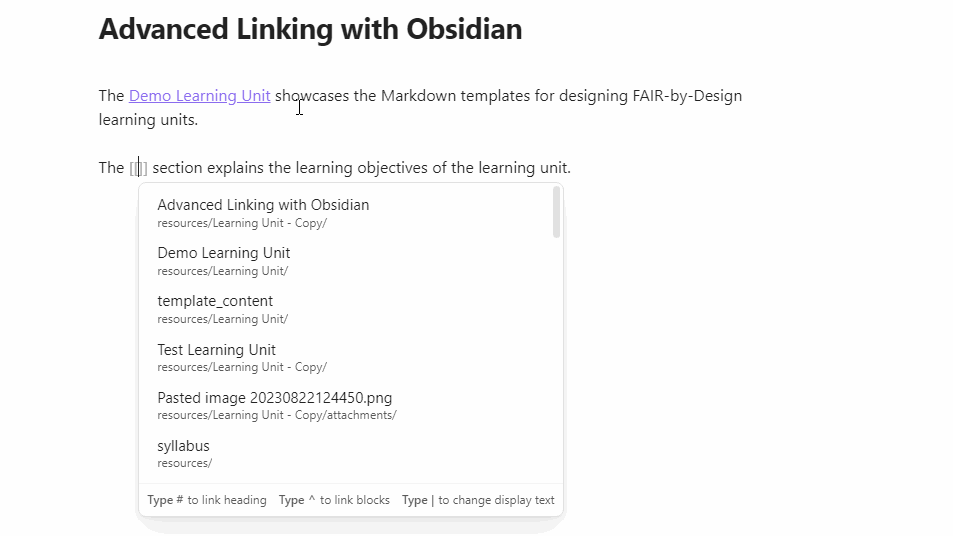 Advanced Linking with Obsidian
The Demo Learning Unit showcases the Markdown templates for designing FAIR-by-Design
learning units.
The [[]] section explains the learning objectives of the learning unit.
Advanced Linking with Obsidian
resources/Learning Unit - Copy/
Demo Learning Unit
resources/Learning Unit/
template_content
resources/Learning Unit/
Test Learning Unit
resources/Learning Unit - Copy/
Pasted image 20230822124450.png
resources/Learning Unit - Copy/attachments/
syllabus
resources/
Type # to link heading Type ^ to link blocks Type | to change display text